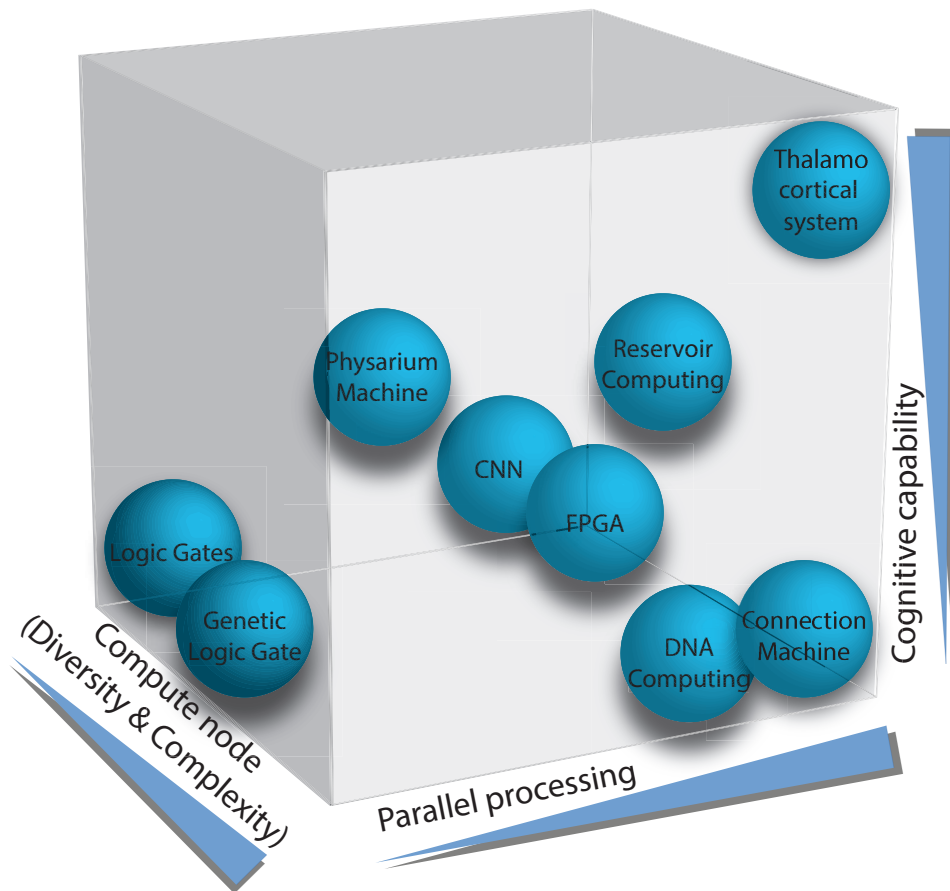 Thalamo
cortical
system
Physarium
Machine
Reservoir
Computing
CNN
FPGA
Logic Gates
Genetic
Logic Gate
DNA
Computing
Connection
Machine
Cognitive capability
Compute node
(Diversity & Complexity)
Parallel processing